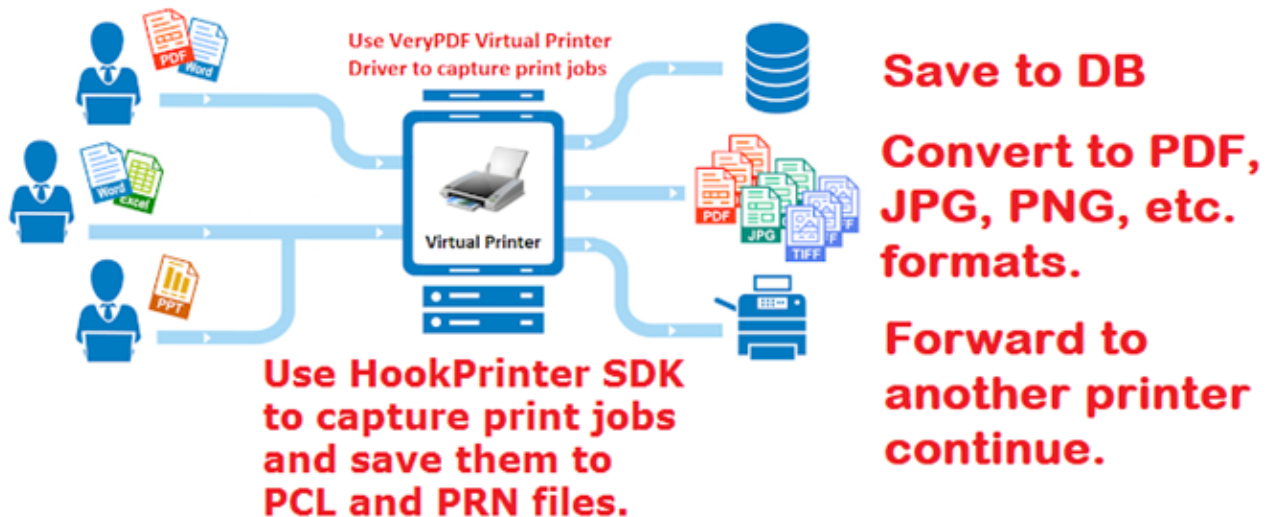 PDF
Word
Use VeryPDF Virtual Printer
Driver to capture print jobs
Save to DB
Word
Excel
Virtual Printer
PDF
JPG
TIFF
Convert to PDF,
JPG, PNG, etc.
formats.
PPT
Use HookPrinter SDK
to capture print jobs
and save them to
PCL and PRN files.
Forward to
another printer
continue.